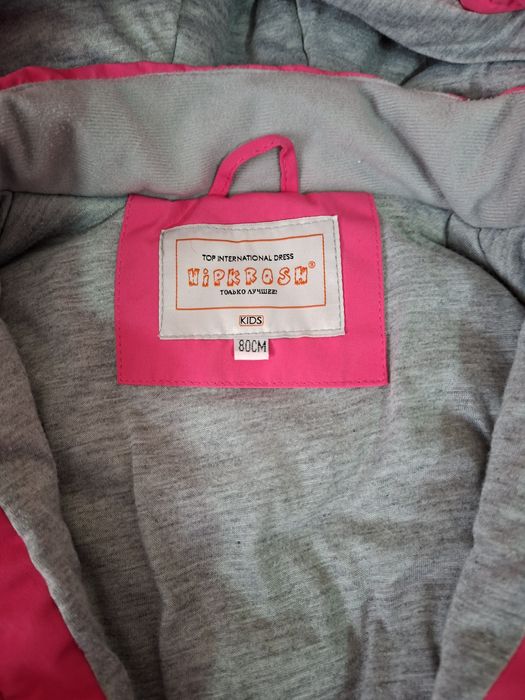 TOP INTERNATIONAL DRESS
HiPKROSH®
ТОЛЬКО ЛУЧШЕЕ!
KIDS
80CM